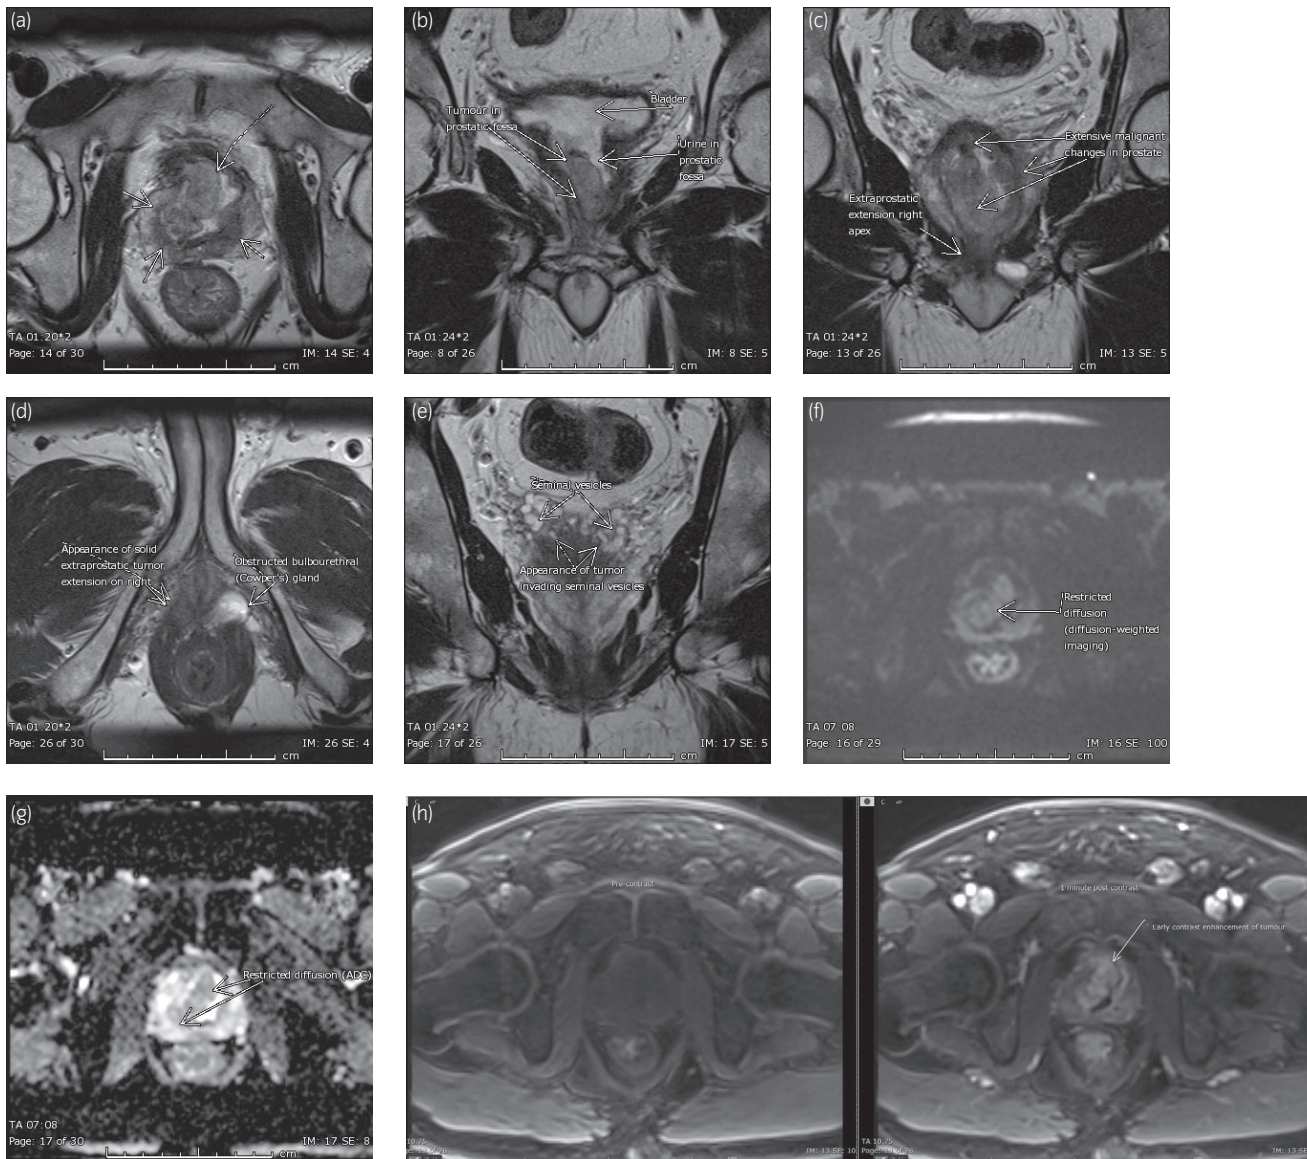 (a)
TA 01:20*2
Page: 14 of 30
IM: 14 SE: 4
cm
(b)
Tumour in
prostatic fossa
Bladder
Urine in
prostatic
fossa
TA 01:24*2
Page: 8 of 26
IM: 8 SE: 5
cm
(c)
Extensive malignant
changes in prostate
Extraprostatic
extension right
apex
TA 01:24*2
Page: 13 of 26
IM: 13 SE: 5
cm
(d)
Appearance of solid
extraprostatic tumor
extension on right
Obstructed bulbourethral
(Cowper's) gland
TA 01:20*2
Page: 26 of 30
IM: 26 SE: 4
cm
(e)
Seminal vesicles
Appearance of tumor
invading seminal vesicles
TA 01:24*2
Page: 17 of 26
IM: 17 SE: 5
cm
(f)
Restricted
diffusion
(diffusion-weighted
imaging)
TA 07:08
Page: 16 of 29
IM: 16 SE: 100
cm
(g)
Restricted diffusion (ADC)
TA 07:08
Page: 17 of 30
IM: 17 SE: 8
cm
(h)
Pre-contrast
1 minute post contrast
Early contrast enhancement of tumour
TA 10.75